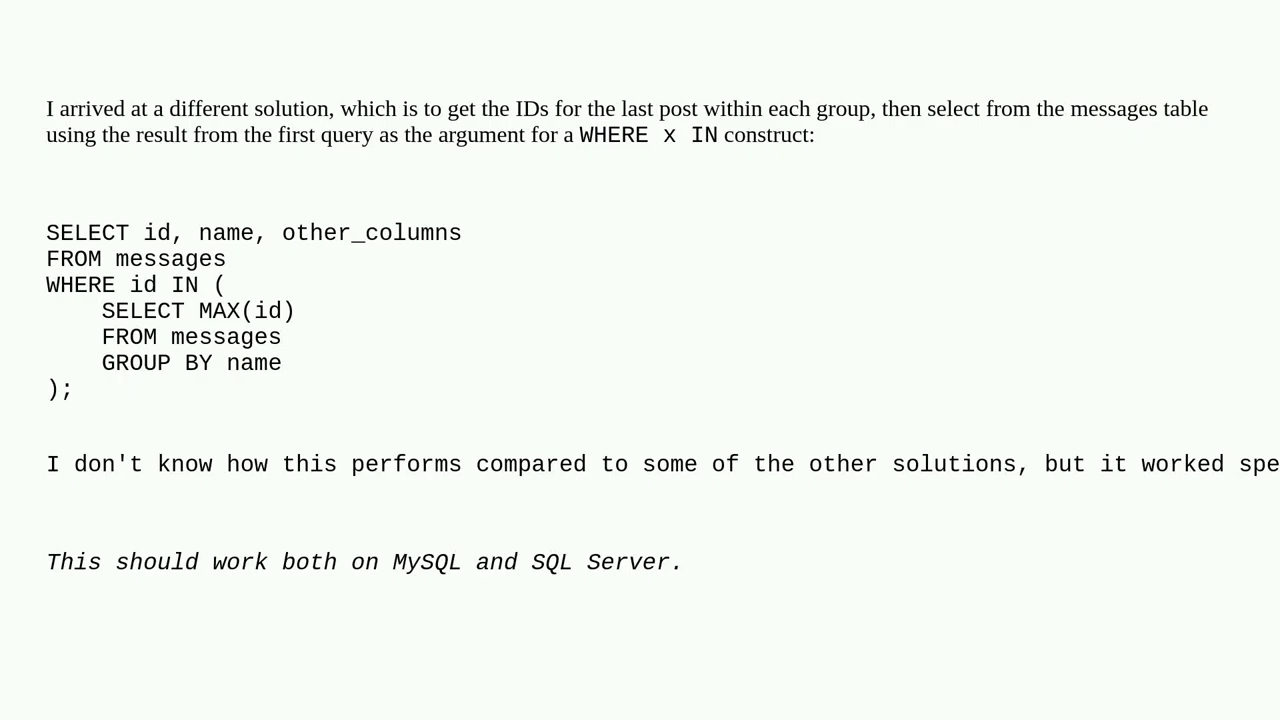 I arrived at a different solution, which is to get the IDs for the last post within each group, then select from the messages table
using the result from the first query as the argument for a WHERE x IN construct:
SELECT id, name, other_columns
FROM messages
WHERE id IN (
    SELECT MAX(id)
    FROM messages
    GROUP BY name
);
I don't know how this performs compared to some of the other solutions, but it worked
This should work both on MySQL and SQL Server.